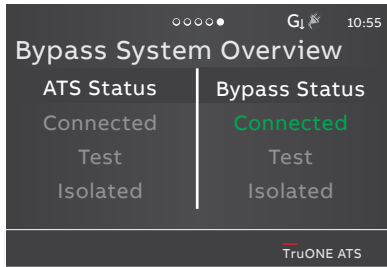 G↓ 10:55
Bypass System Overview
ATS Status Bypass Status
Connected Connected
Test Test
Isolated Isolated
TruONE ATS